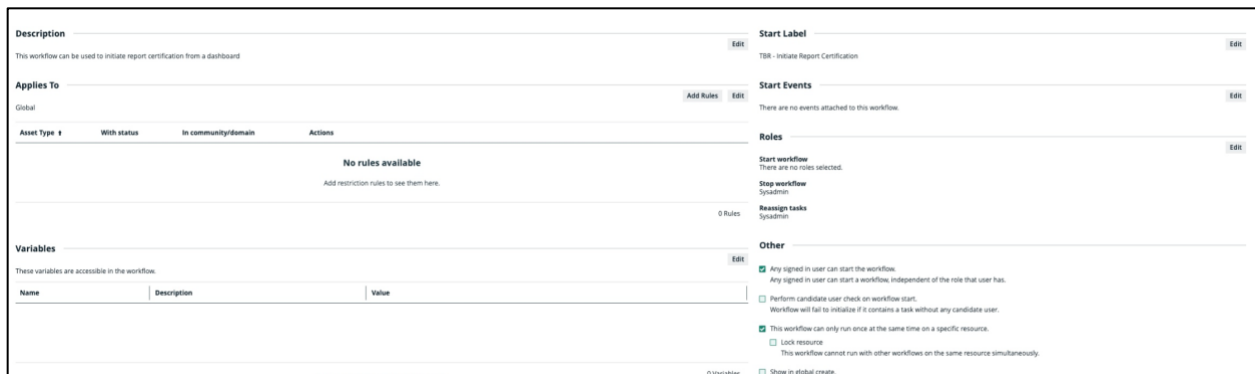 Description
Edit
This workflow can be used to initiate report certification from a dashboard
Applies To
Add Rules Edit
Global
Asset Type With status In community/domain Actions
No rules available
Add restriction rules to see them here.
0 Rules
Variables
Edit
These variables are accessible in the workflow.
Name Description Value
0 Variables
Start Label
Edit
TBR - Initiate Report Certification
Start Events
Edit
There are no events attached to this workflow.
Roles
Edit
Start workflow
There are no roles selected.
Stop workflow
Sysadmin
Reassign tasks
Sysadmin
Other
Any signed in user can start the workflow.
Any signed in user can start a workflow, independent of the role that user has.
Perform candidate user check on workflow start.
Workflow will fail to initialize if it contains a task without any candidate user.
This workflow can only run once at the same time on a specific resource.
Lock resource
This workflow cannot run with other workflows on the same resource simultaneously.
Show in global create.